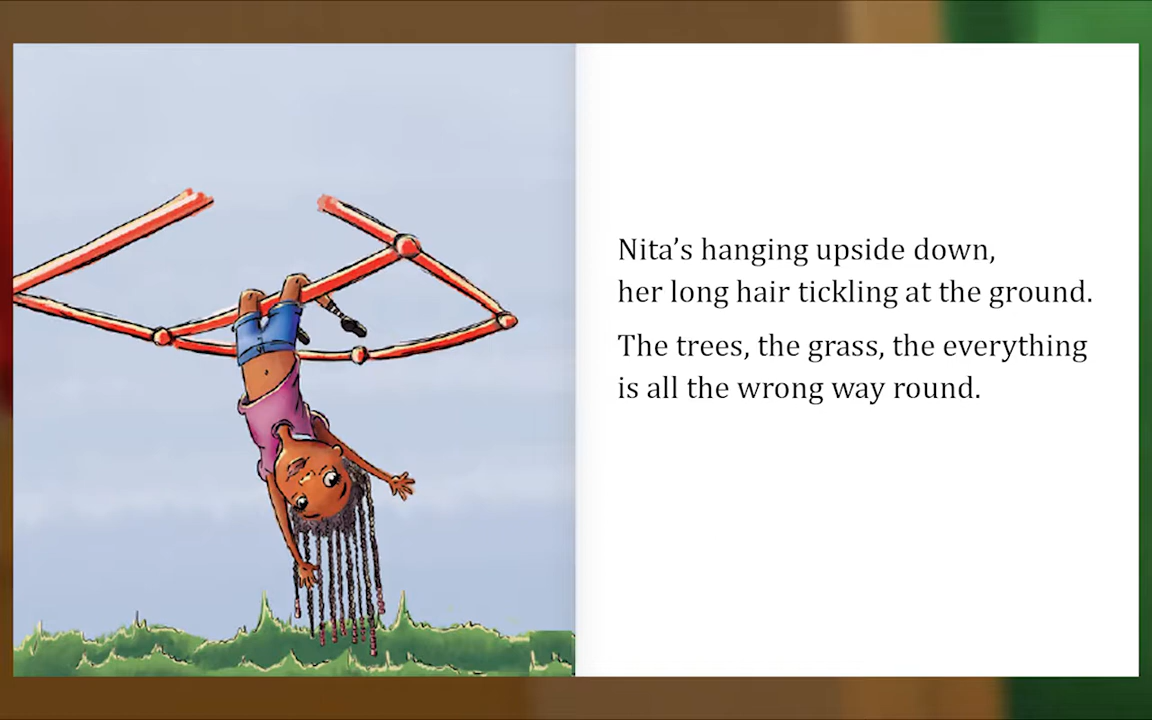 Nita’s hanging upside down,
her long hair tickling at the ground.
The trees, the grass, the everything
is all the wrong way round.